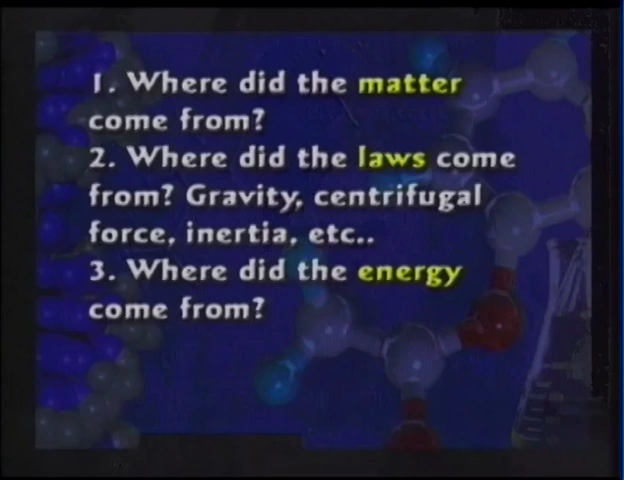 1. Where did the matter
come from?
2. Where did the laws come
from? Gravity, centrifugal
force, inertia, etc..
3. Where did the energy
come from?